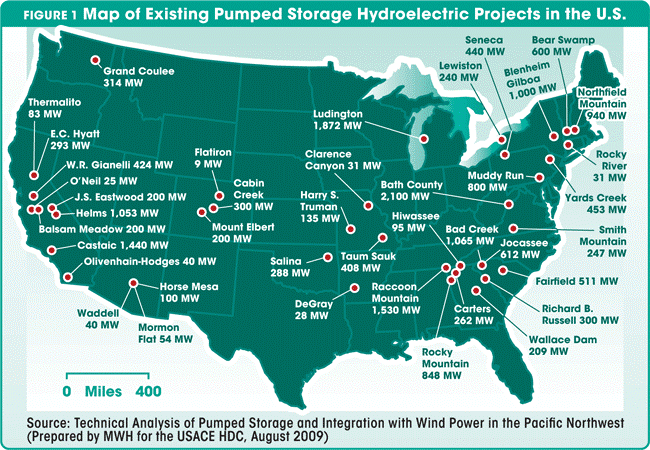 FIGURE 1 Map of Existing Pumped Storage Hydroelectric Projects in the U.S.
Grand Coulee
314 MW
Thermalito
83 MW
E.C. Hyatt
293 MW
W.R. Gianelli 424 MW
O'Neil 25 MW
J.S. Eastwood 200 MW
Helms 1,053 MW
Balsam Meadow 200 MW
Castaic 1,440 MW
Olivenhain-Hodges 40 MW
Waddell
40 MW
Mormon
Flat 54 MW
Horse Mesa
100 MW
Flatiron
9 MW
Cabin
Creek
300 MW
Mount Elbert
200 MW
Ludington
1,872 MW
Clarence
Canyon 31 MW
Harry S.
Truman
135 MW
Taum Sauk
408 MW
Salina
288 MW
DeGray
28 MW
Seneca
440 MW
Lewiston
240 MW
Bear Swamp
600 MW
Blenheim
Gilboa
1,000 MW
Northfield
Mountain
940 MW
Rocky
River
31 MW
Muddy Run
800 MW
Yards Creek
453 MW
Bath County
2,100 MW
Smith
Mountain
247 MW
Hiwassee
95 MW
Bad Creek
1,065 MW
Jocassee
612 MW
Fairfield 511 MW
Raccoon
Mountain
1,530 MW
Carters
262 MW
Richard B.
Russell 300 MW
Wallace Dam
209 MW
Rocky
Mountain
848 MW
0 Miles 400
Source: Technical Analysis of Pumped Storage and Integration with Wind Power in the Pacific Northwest
(Prepared by MWH for the USACE HDC, August 2009)